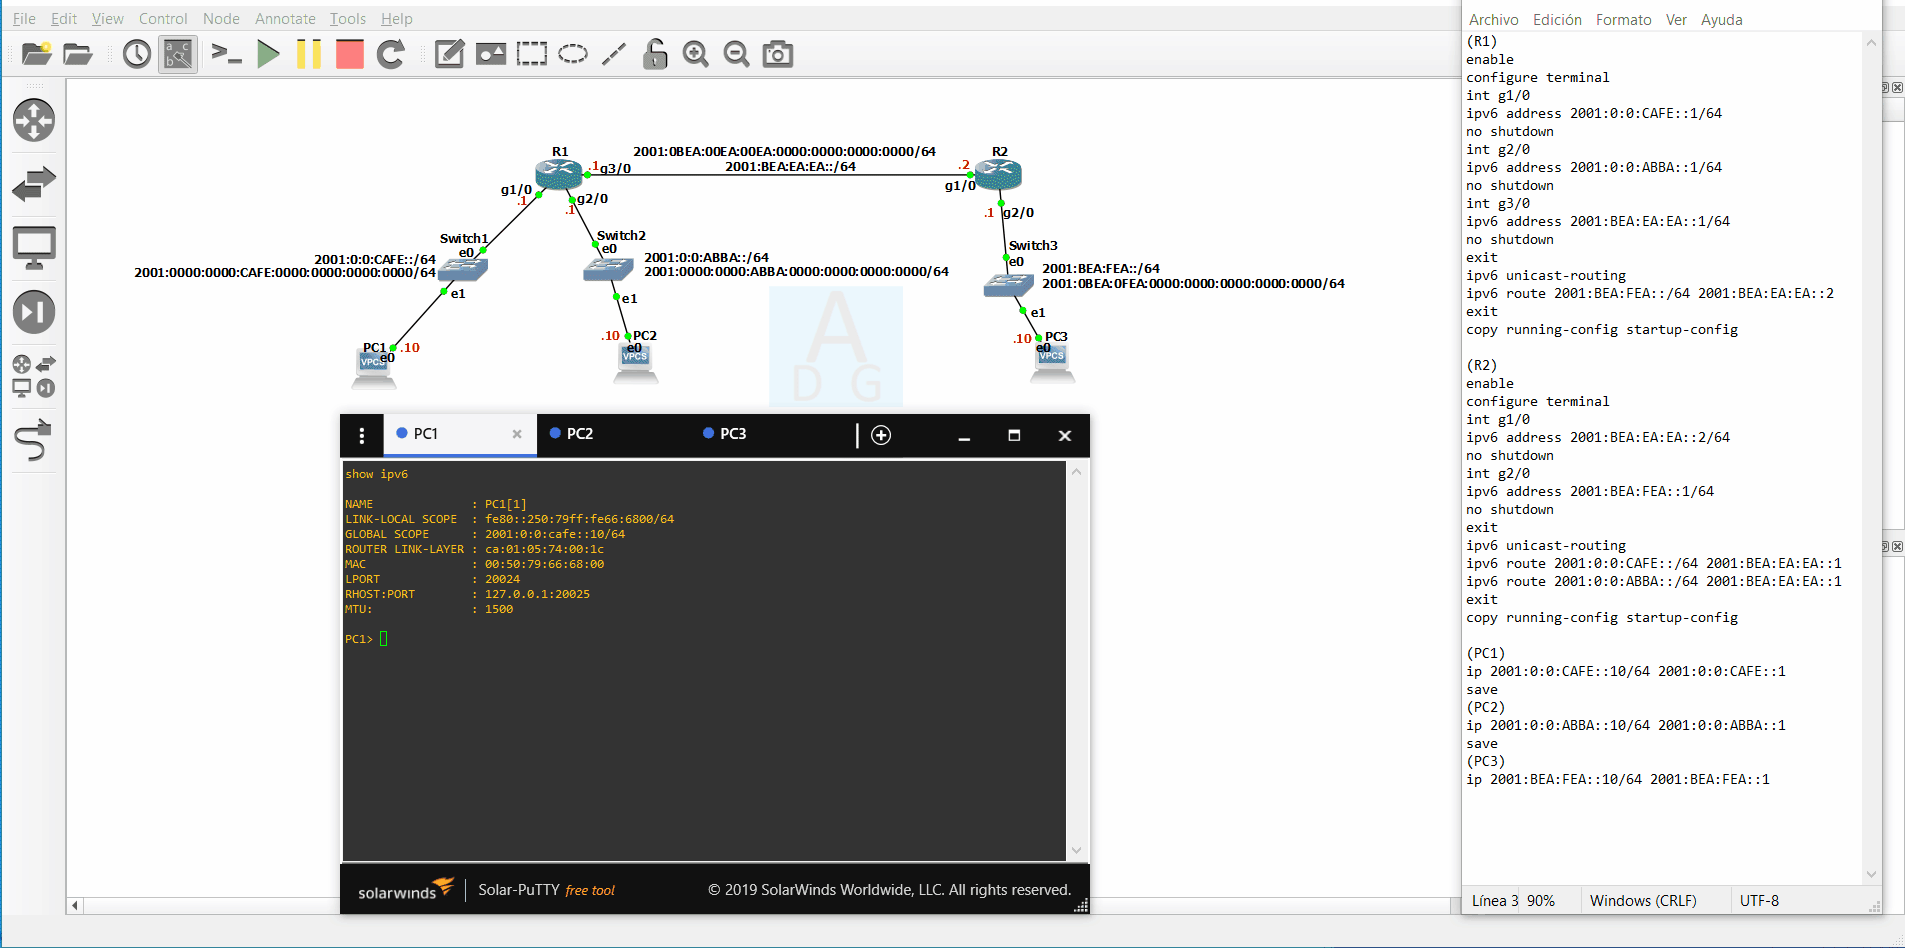 File Edit View Control Node Annotate Tools Help
R1
2001:0BEA:00EA:00EA:0000:0000:0000:0000/64
R2
.1
g3/0
2001:BEA:EA:EA::/64
.2
g1/0
.1
g2/0
.1
g1/0
.1
g2/0
Switch1
e0
2001:0:0:CAFE::/64
2001:0000:0000:CAFE:0000:0000:0000:0000/64
e1
Switch2
e0
2001:0:0:ABBA::/64
2001:0000:0000:ABBA:0000:0000:0000:0000/64
e1
Switch3
e0
2001:BEA:FEA::/64
2001:0BEA:0FEA:0000:0000:0000:0000:0000/64
e1
PC1
.10
e0
VPCS
.10
PC2
e0
VPCS
.10
PC3
e0
VPCS
A
D G
PC1 PC2 PC3
show ipv6
NAME : PC1[1]
LINK-LOCAL SCOPE : fe80::250:79ff:fe66:6800/64
GLOBAL SCOPE : 2001:0:0:cafe::10/64
ROUTER LINK-LAYER : ca:01:05:74:00:1c
MAC : 00:50:79:66:68:00
LPORT : 20024
RHOST:PORT : 127.0.0.1:20025
MTU: : 1500
PC1>
solarwinds Solar-PuTTY free tool © 2019 SolarWinds Worldwide, LLC. All rights reserved.
Archivo Edición Formato Ver Ayuda
(R1)
enable
configure terminal
int g1/0
ipv6 address 2001:0:0:CAFE::1/64
no shutdown
int g2/0
ipv6 address 2001:0:0:ABBA::1/64
no shutdown
int g3/0
ipv6 address 2001:BEA:EA:EA::1/64
no shutdown
exit
ipv6 unicast-routing
ipv6 route 2001:BEA:FEA::/64 2001:BEA:EA:EA::2
exit
copy running-config startup-config
(R2)
enable
configure terminal
int g1/0
ipv6 address 2001:BEA:EA:EA::2/64
no shutdown
int g2/0
ipv6 address 2001:BEA:FEA::1/64
no shutdown
exit
ipv6 unicast-routing
ipv6 route 2001:0:0:CAFE::/64 2001:BEA:EA:EA::1
ipv6 route 2001:0:0:ABBA::/64 2001:BEA:EA:EA::1
exit
copy running-config startup-config
(PC1)
ip 2001:0:0:CAFE::10/64 2001:0:0:CAFE::1
save
(PC2)
ip 2001:0:0:ABBA::10/64 2001:0:0:ABBA::1
save
(PC3)
ip 2001:BEA:FEA::10/64 2001:BEA:FEA::1
Línea 3 90% Windows (CRLF) UTF-8